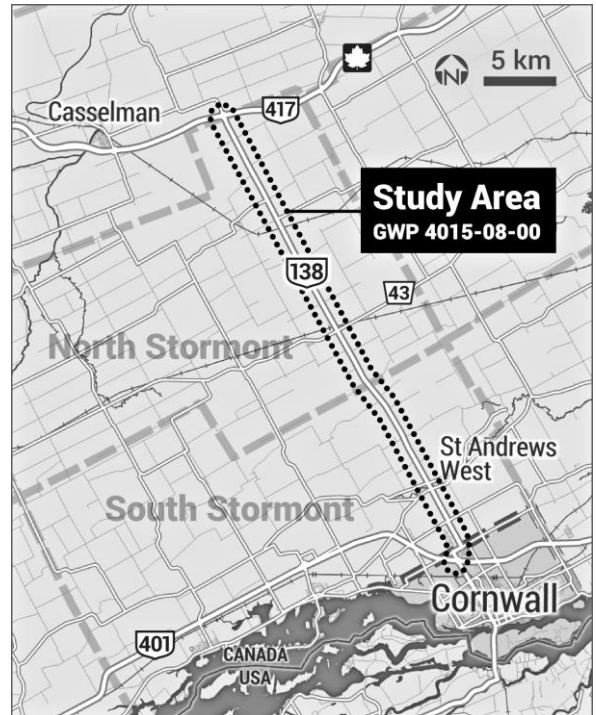 N
5 km
417
Casselman
Study Area
GWP 4015-08-00
138
43
North Stormont
St Andrews
West
South Stormont
Cornwall
401
CANADA
USA